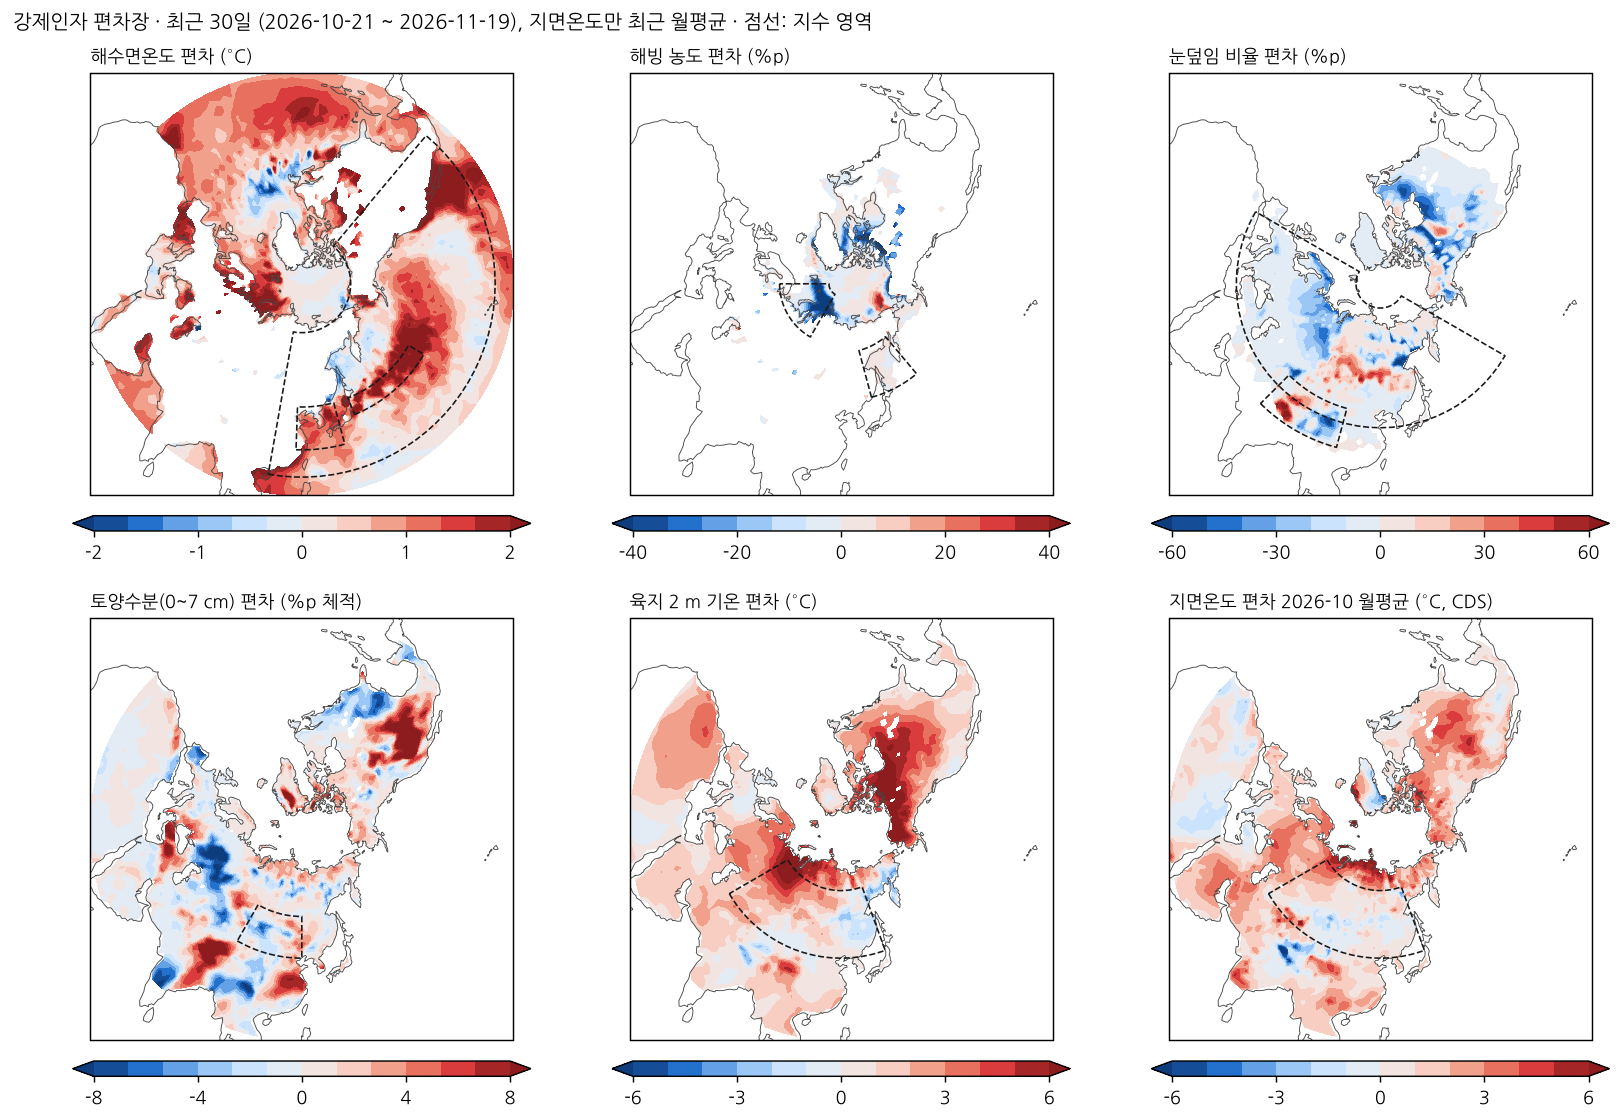 강제인자 편차장 · 최근 30일 (2026-10-21 ~ 2026-11-19), 지면온도만 최근 월평균 · 점선: 지수 영역
해수면온도 편차 (°C)
해빙 농도 편차 (%p)
눈덮임 비율 편차 (%p)
-2 -1 0 1 2
-40 -20 0 20 40
-60 -30 0 30 60
토양수분(0~7 cm) 편차 (%p 체적)
육지 2 m 기온 편차 (°C)
지면온도 편차 2026-10 월평균 (°C, CDS)
-8 -4 0 4 8
-6 -3 0 3 6
-6 -3 0 3 6